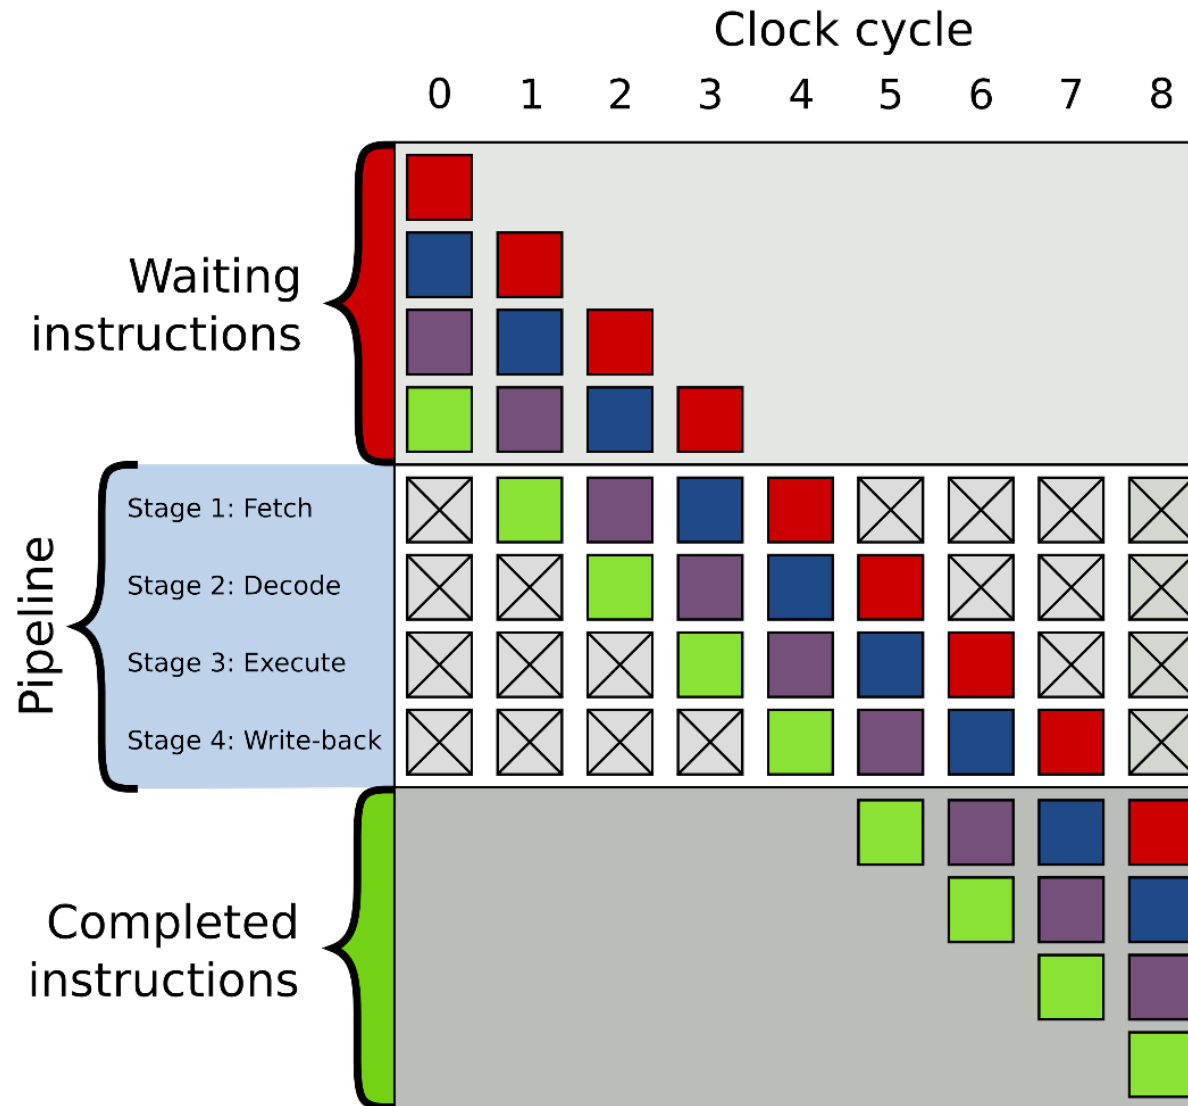 Clock cycle
0 1 2 3 4 5 6 7 8
Waiting
instructions
Pipeline
Stage 1: Fetch
Stage 2: Decode
Stage 3: Execute
Stage 4: Write-back
Completed
instructions